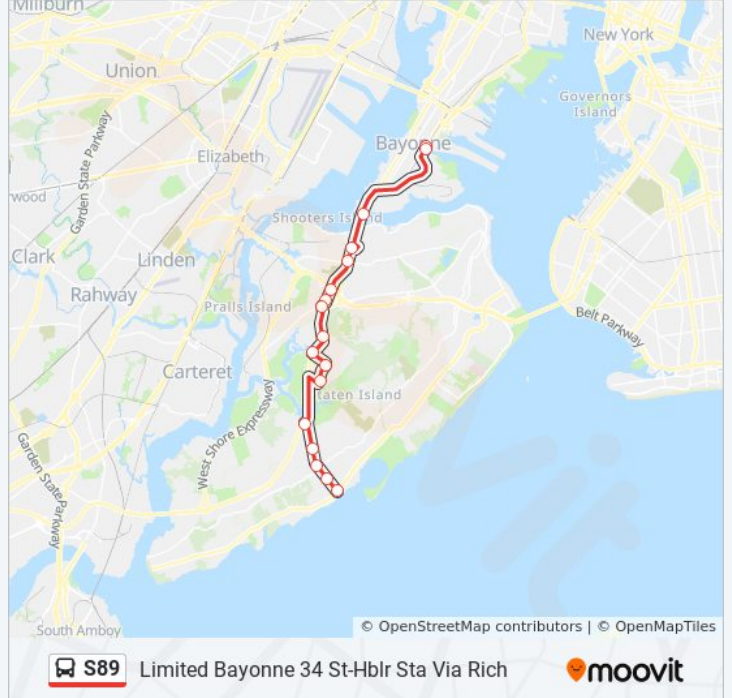 Millburn
New York
Union
Governors
Island
Garden State Parkway
Bayonne
Elizabeth
wood
Shooters Island
Clark
Linden
Rahway
Pralls Island
Belt Parkway
Carteret
taten Island
West Shore Expressway
Garden State Parkway
South Amboy
© OpenStreetMap contributors | © OpenMapTiles
S89 Limited Bayonne 34 St-Hblr Sta Via Rich
moovit